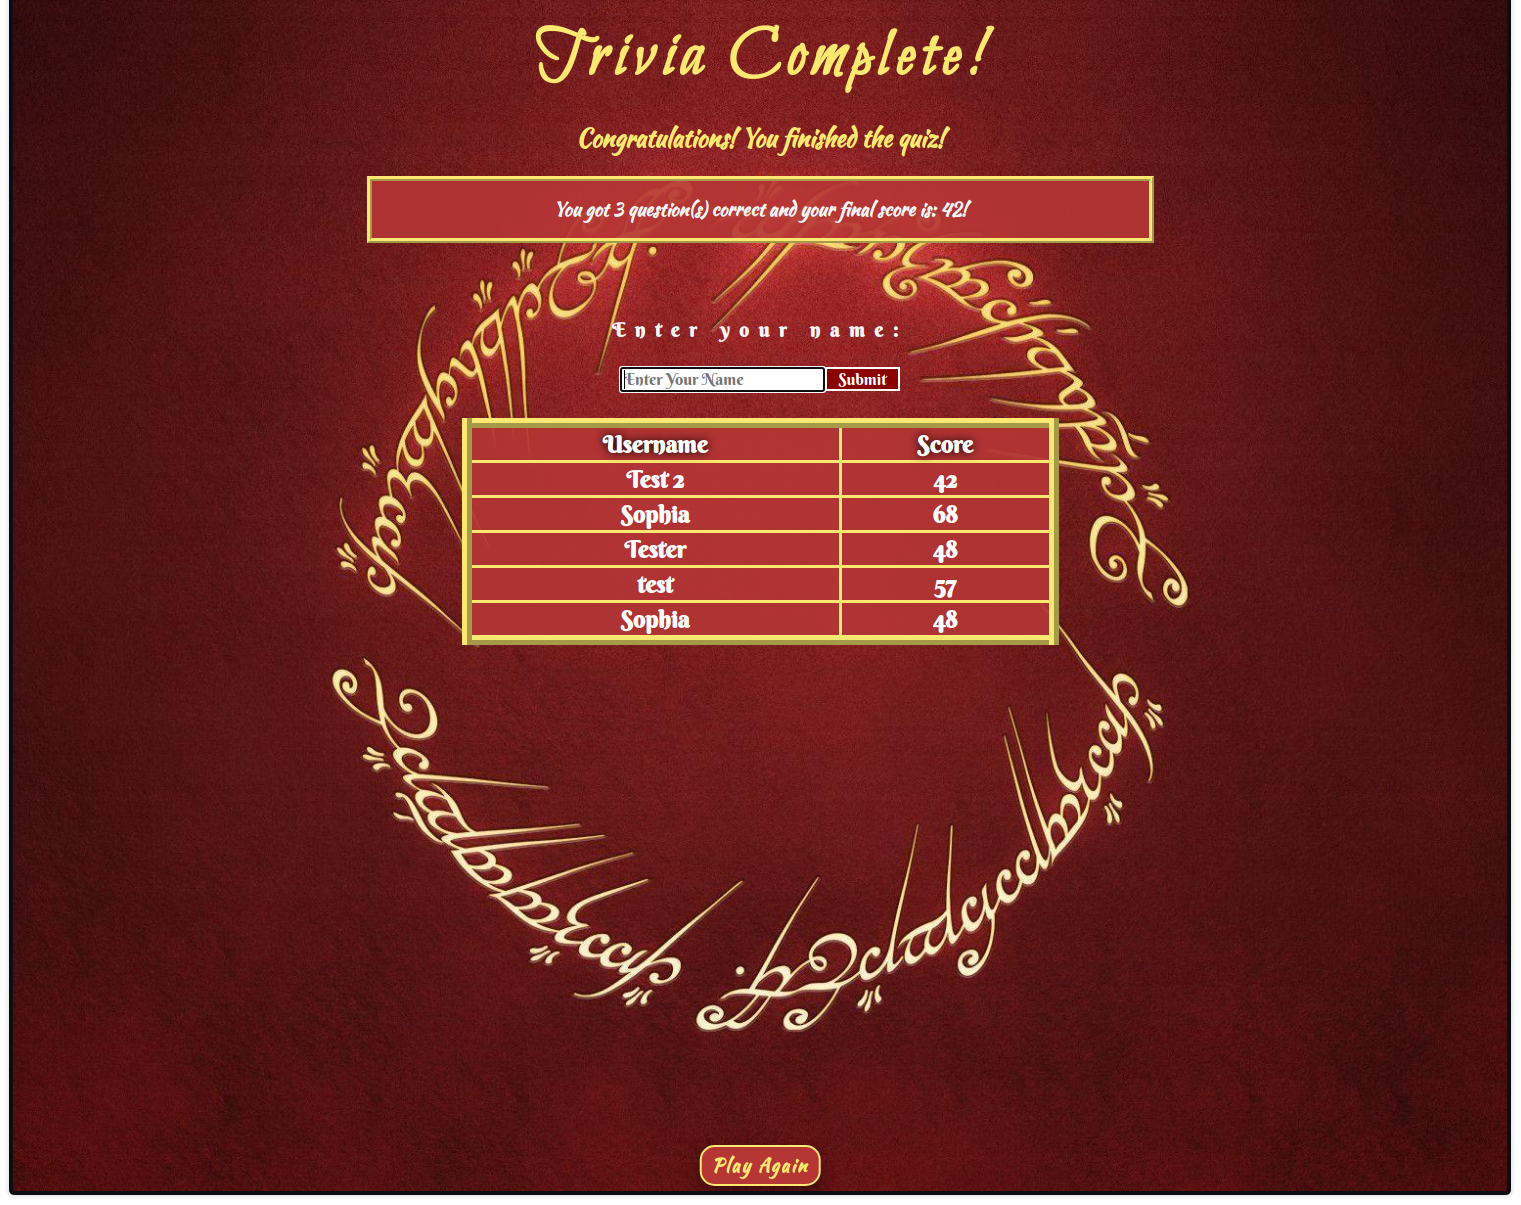 Trivia Complete!
Congratulations! You finished the quiz!
You got 3 question(s) correct and your final score is: 42!
Enter your name:
Enter Your Name Submit
Username Score
Test 2 42
Sophia 68
Tester 48
test 57
Sophia 48
Play Again